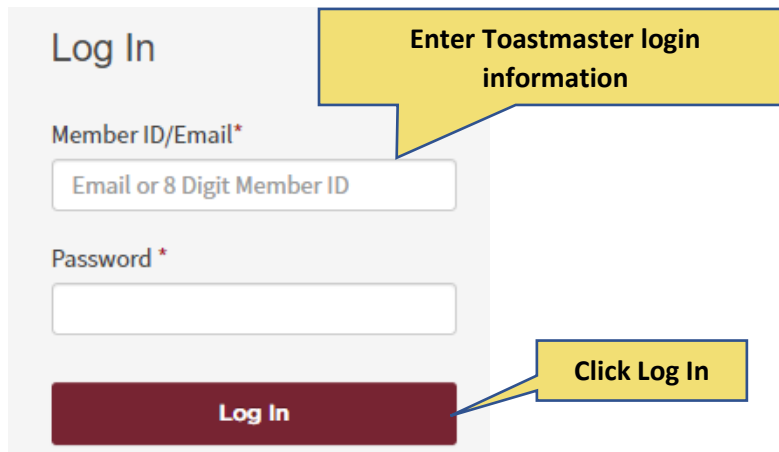 Log In
Enter Toastmaster login
information
Member ID/Email*
Email or 8 Digit Member ID
Password *
Click Log In
Log In